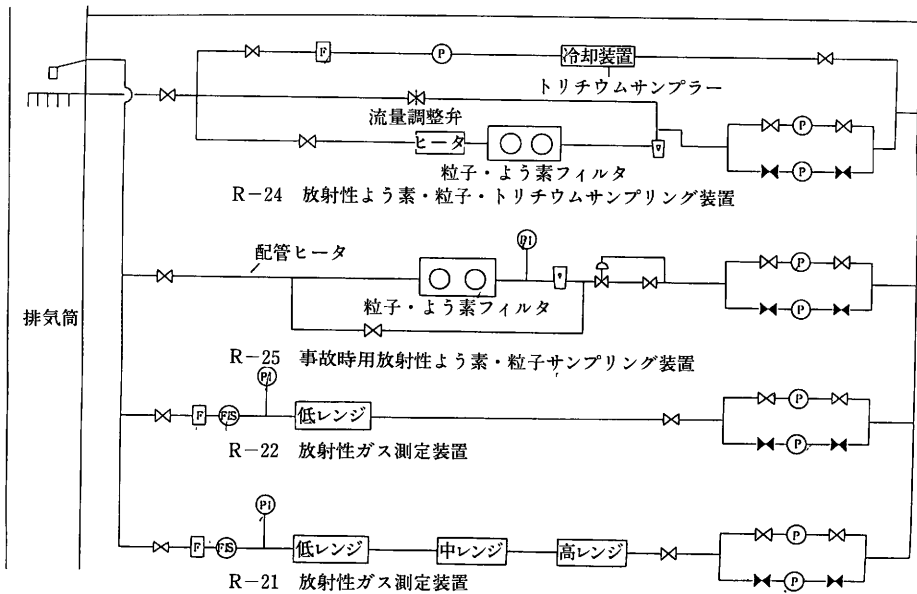 F
P
冷却装置
トリチウムサンプラー
流量調整弁
ヒータ
P
粒子・よう素フィルタ
P
R-24 放射性よう素・粒子・トリチウムサンプリング装置
配管ヒータ
P
粒子・よう素フィルタ
P
排気筒
R-25 事故時用放射性よう素・粒子サンプリング装置
PI
F
FIS
低レンジ
P
R-22 放射性ガス測定装置
P
PI
F
FIS
低レンジ
中レンジ
高レンジ
P
R-21 放射性ガス測定装置
P